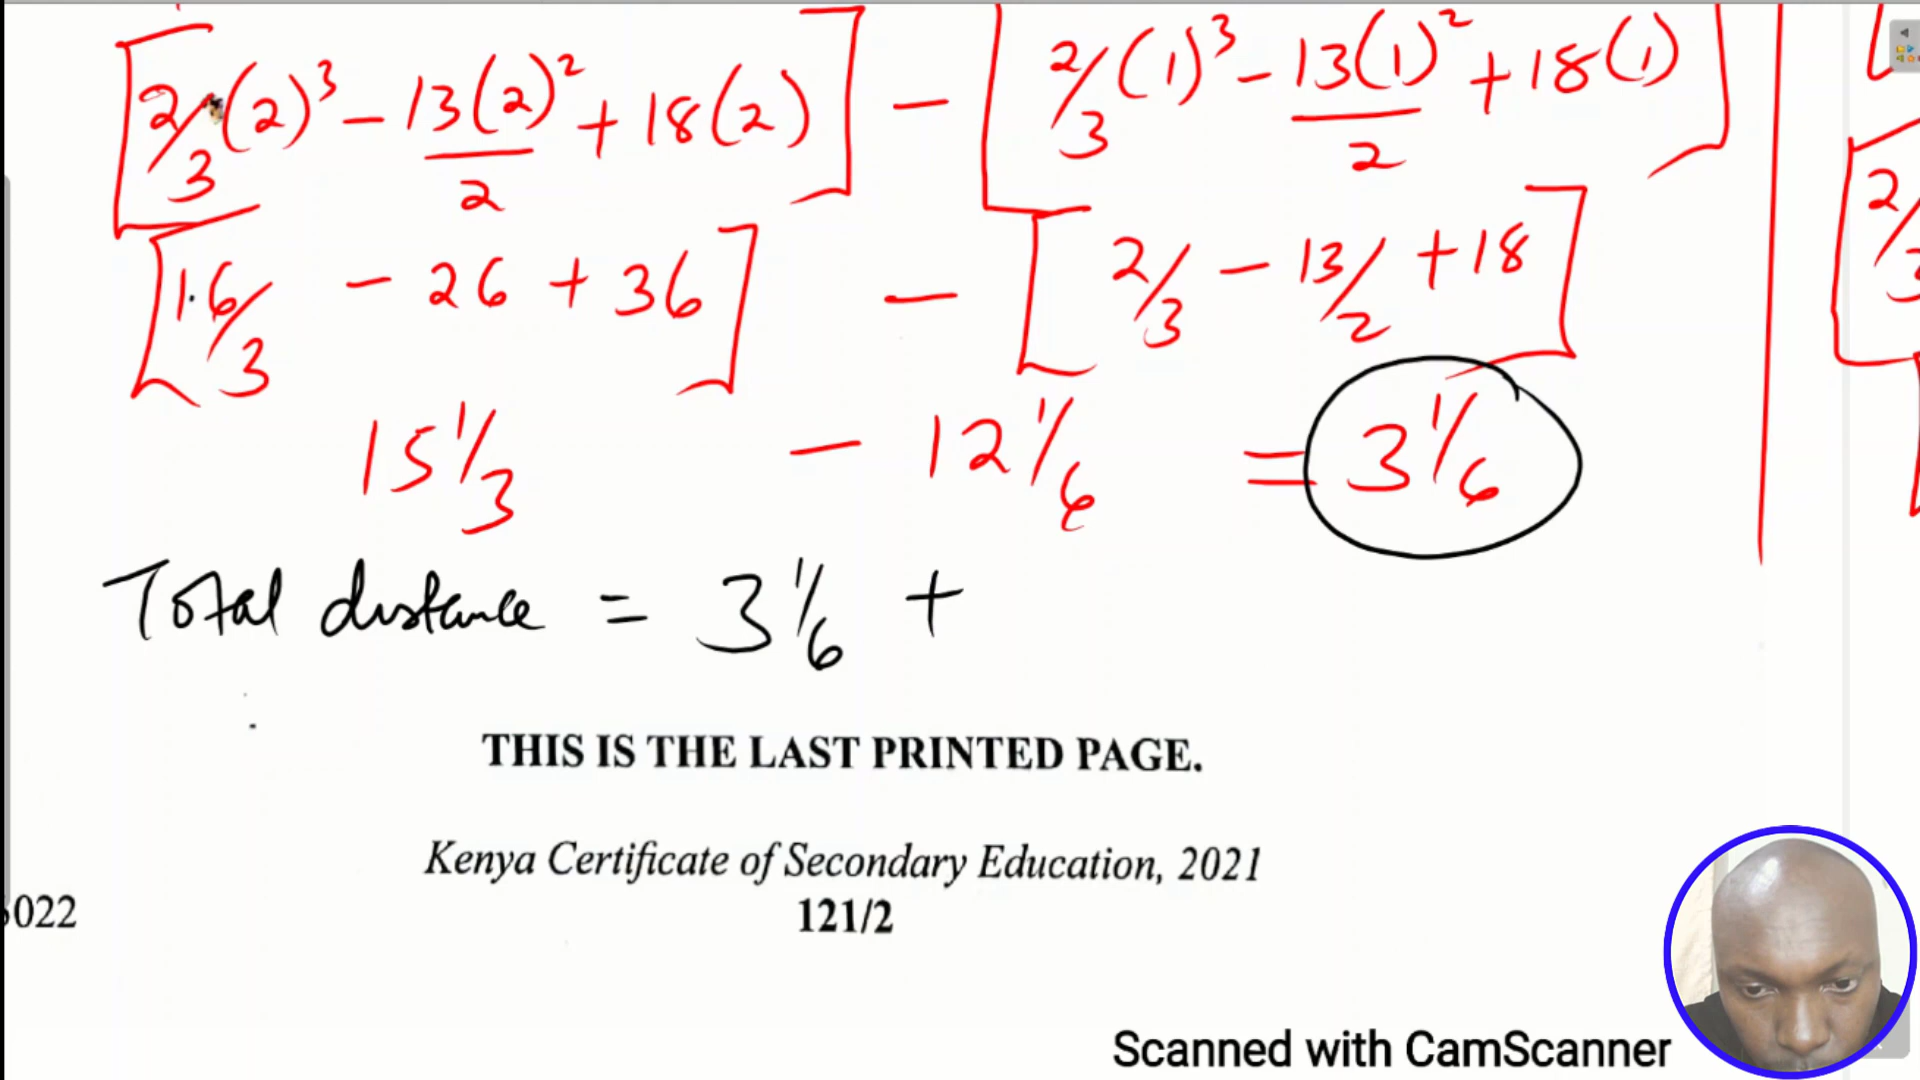 [2/3(2)³ - 13(2)²/2 + 18(2)] - [2/3(1)³ - 13(1)²/2 + 18(1)]
[16/3 - 26 + 36] - [2/3 - 13/2 + 18]
15 1/3 - 12 1/6 = 3 1/6
Total distance = 3 1/6 +
THIS IS THE LAST PRINTED PAGE.
Kenya Certificate of Secondary Education, 2021
022
121/2
Scanned with CamScanner